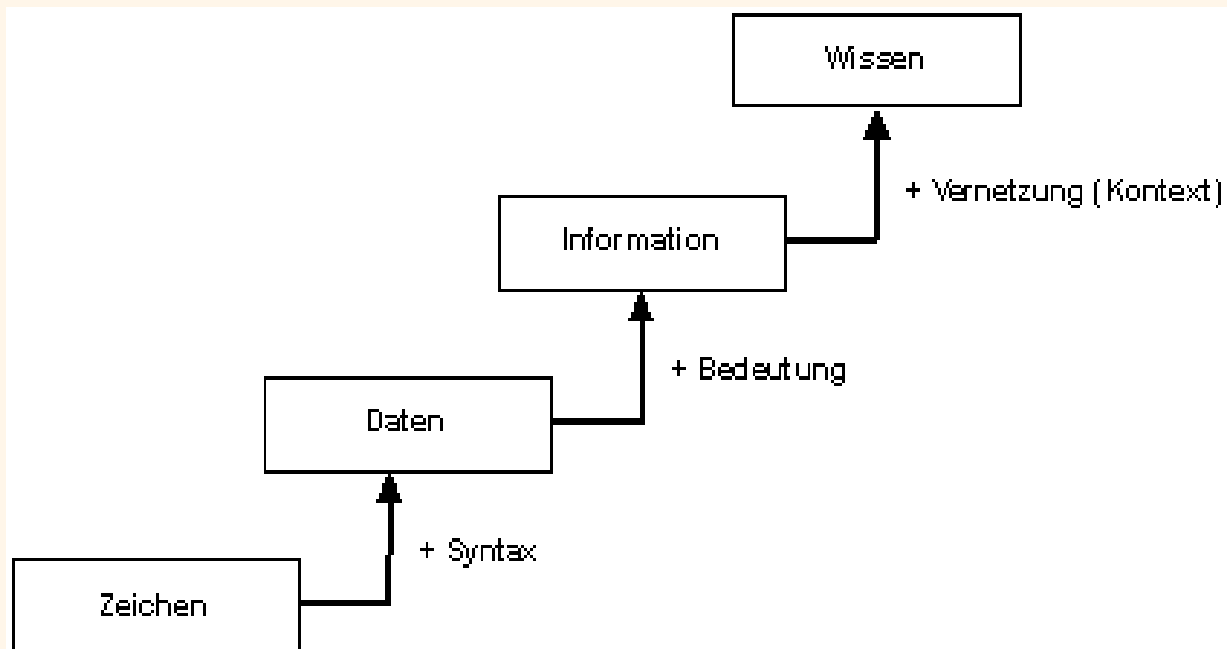 Wissen
+ Vernetzung (Kontext)
Information
+ Bedeutung
Daten
+ Syntax
Zeichen